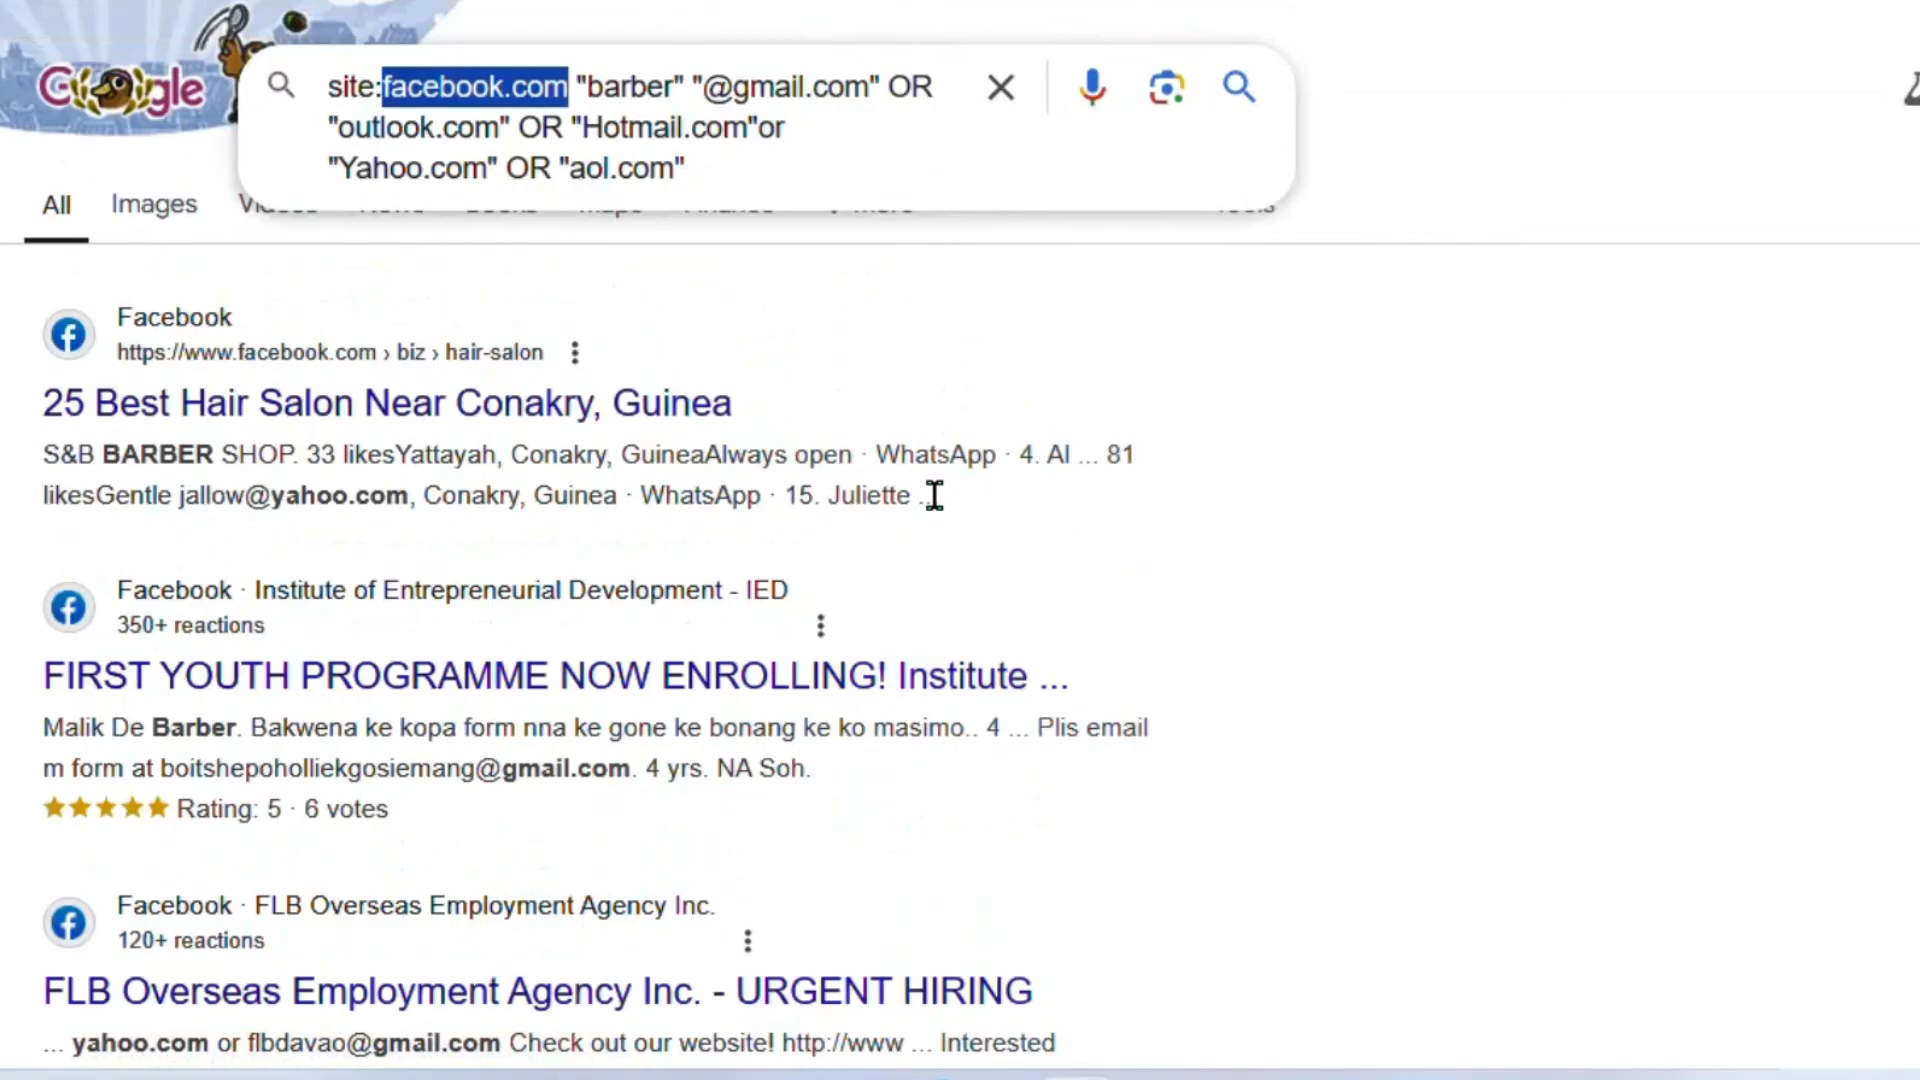 Google
site:facebook.com "barber" "@gmail.com" OR
"outlook.com" OR "Hotmail.com"or
"Yahoo.com" OR "aol.com"
All Images
Facebook
https://www.facebook.com › biz › hair-salon
25 Best Hair Salon Near Conakry, Guinea
S&B BARBER SHOP. 33 likesYattayah, Conakry, GuineaAlways open · WhatsApp · 4. Al ... 81
likesGentle jallow@yahoo.com, Conakry, Guinea · WhatsApp · 15. Juliette ...
Facebook · Institute of Entrepreneurial Development - IED
350+ reactions
FIRST YOUTH PROGRAMME NOW ENROLLING! Institute ...
Malik De Barber. Bakwena ke kopa form nna ke gone ke bonang ke ko masimo.. 4 ... Plis email
m form at boitshepoholliekgosiemang@gmail.com. 4 yrs. NA Soh.
Rating: 5 · 6 votes
Facebook · FLB Overseas Employment Agency Inc.
120+ reactions
FLB Overseas Employment Agency Inc. - URGENT HIRING
... yahoo.com or flbdavao@gmail.com Check out our website! http://www ... Interested